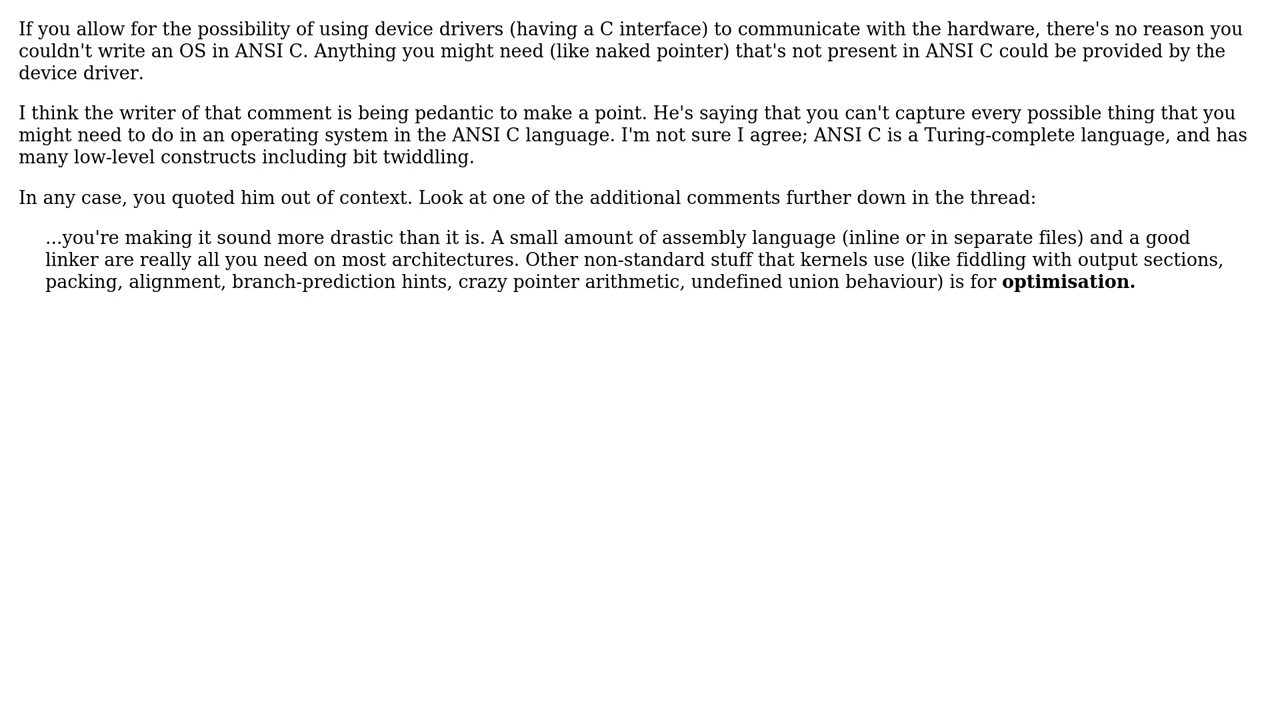 If you allow for the possibility of using device drivers (having a C interface) to communicate with the hardware, there's no reason you
couldn't write an OS in ANSI C. Anything you might need (like naked pointer) that's not present in ANSI C could be provided by the
device driver.
I think the writer of that comment is being pedantic to make a point. He's saying that you can't capture every possible thing that you
might need to do in an operating system in the ANSI C language. I'm not sure I agree; ANSI C is a Turing-complete language, and has
many low-level constructs including bit twiddling.
In any case, you quoted him out of context. Look at one of the additional comments further down in the thread:
...you're making it sound more drastic than it is. A small amount of assembly language (inline or in separate files) and a good
linker are really all you need on most architectures. Other non-standard stuff that kernels use (like fiddling with output sections,
packing, alignment, branch-prediction hints, crazy pointer arithmetic, undefined union behaviour) is for optimisation.